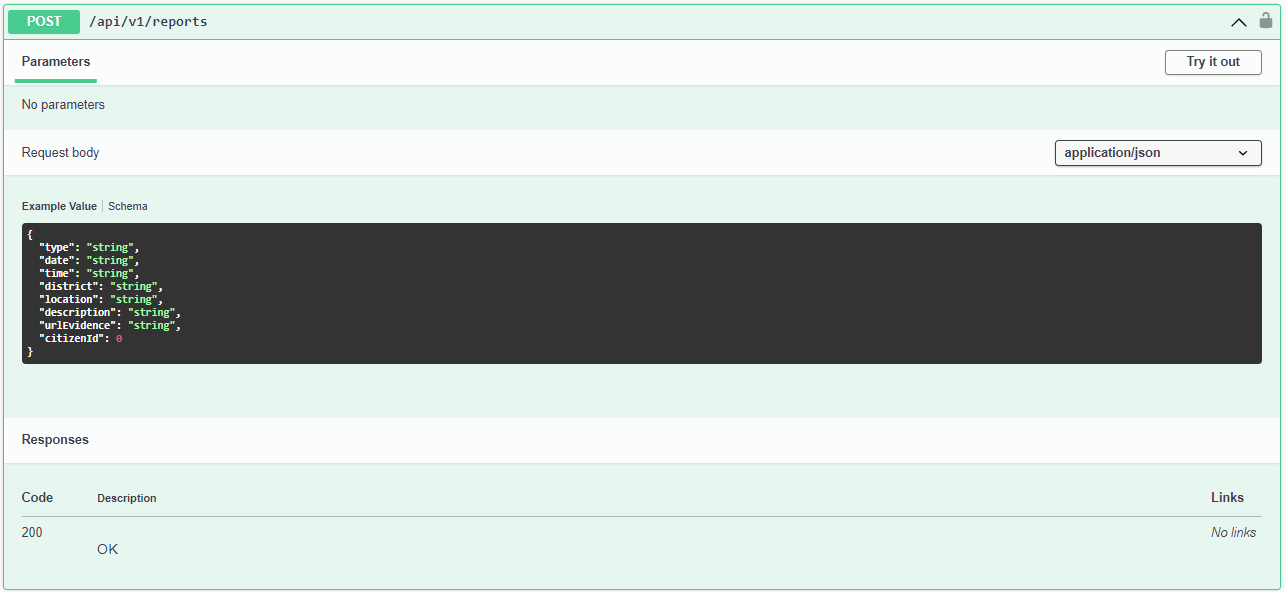 POST /api/v1/reports
Parameters Try it out
No parameters
Request body application/json
Example Value Schema
{
  "type": "string",
  "date": "string",
  "time": "string",
  "district": "string",
  "location": "string",
  "description": "string",
  "urlEvidence": "string",
  "citizenId": 0
}
Responses
Code Description Links
200 No links
OK